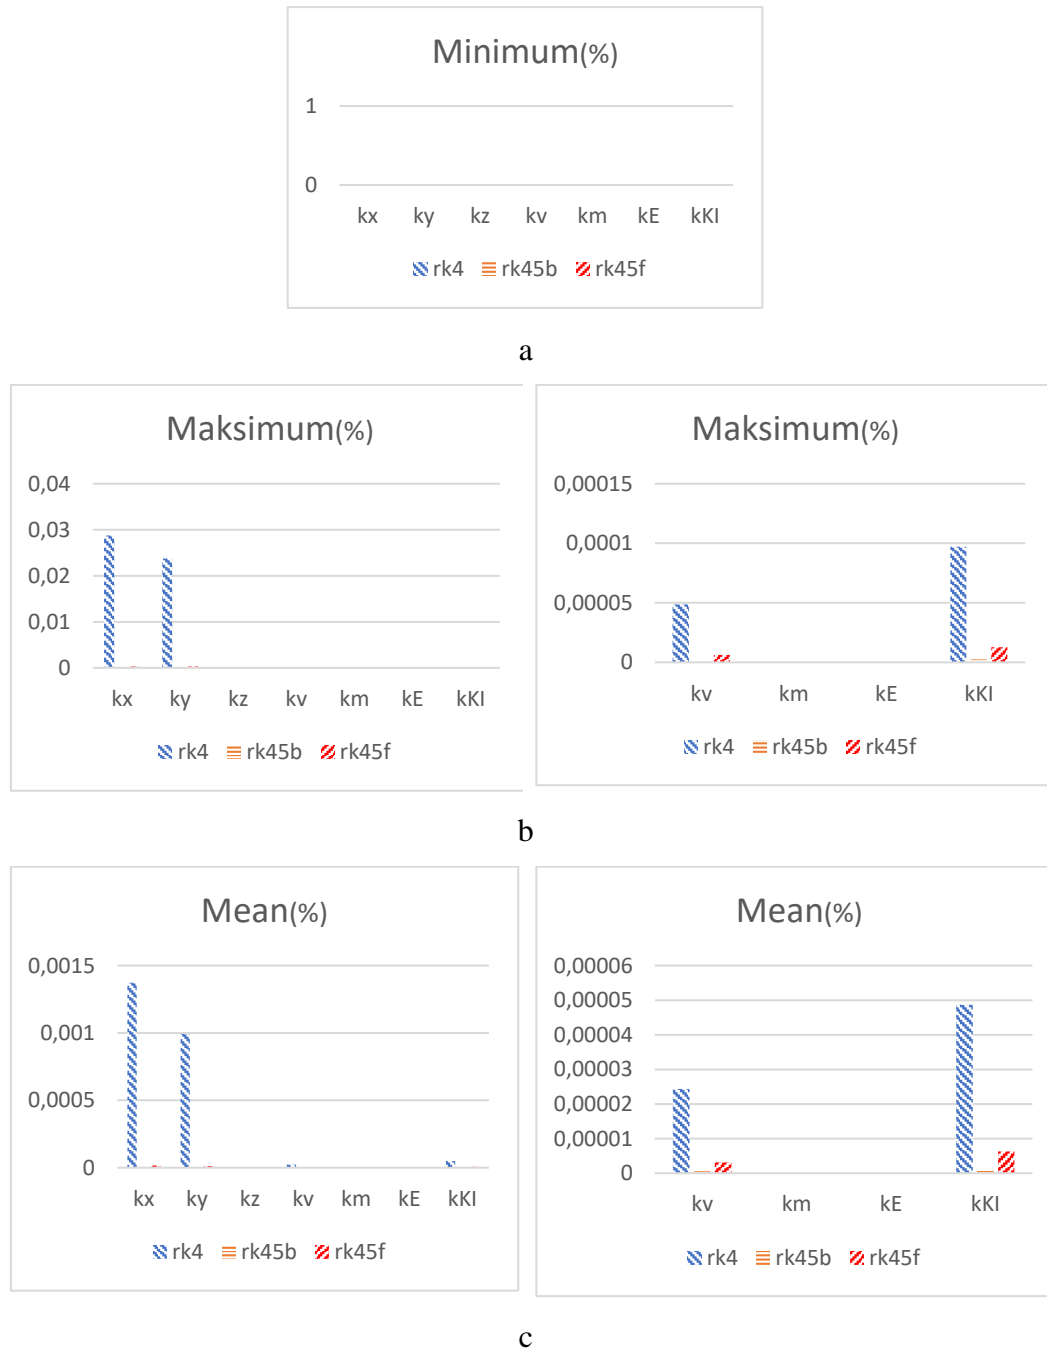 Minimum(%)
1
0
kx ky kz kv km kE kKI
rk4 rk45b rk45f
a
Maksimum(%)
0,04
0,03
0,02
0,01
0
kx ky kz kv km kE kKI
rk4 rk45b rk45f
Maksimum(%)
0,00015
0,0001
0,00005
0
kv km kE kKI
rk4 rk45b rk45f
b
Mean(%)
0,0015
0,001
0,0005
0
kx ky kz kv km kE kKI
rk4 rk45b rk45f
Mean(%)
0,00006
0,00005
0,00004
0,00003
0,00002
0,00001
0
kv km kE kKI
rk4 rk45b rk45f
c